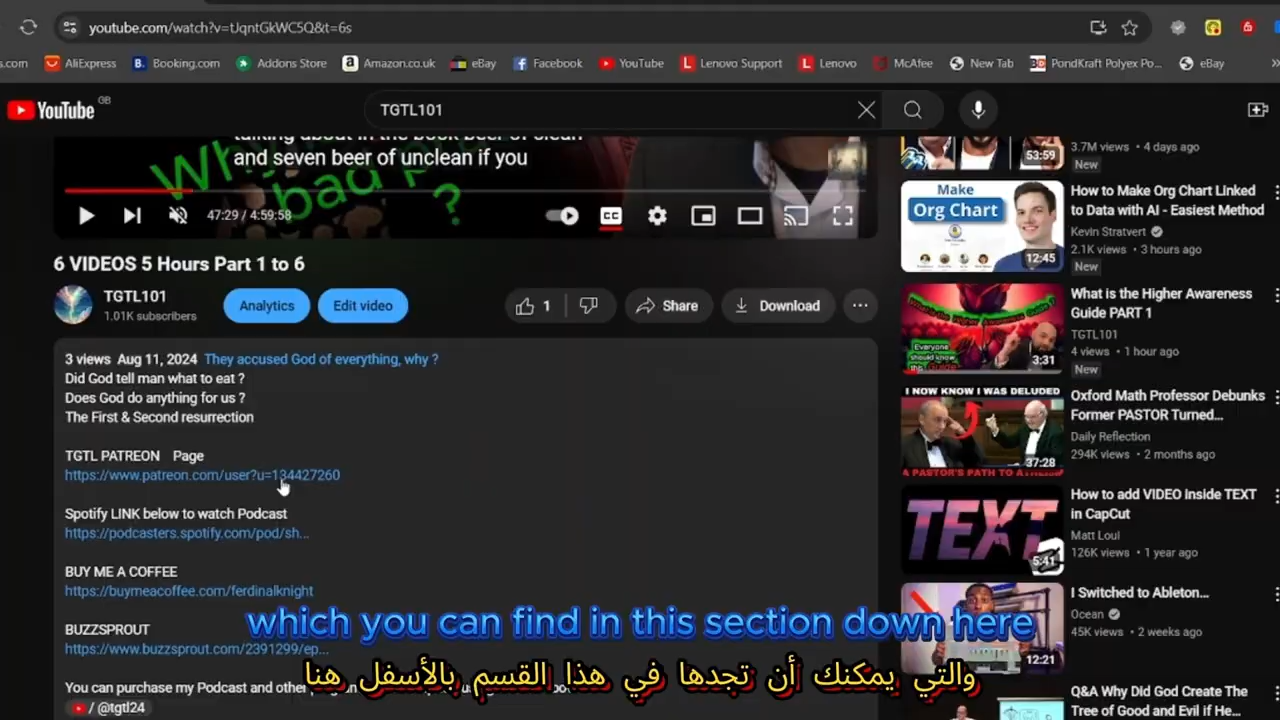 youtube.com/watch?v=tJqntGkWC5Q&t=6s
s.com AliExpress Booking.com Addons Store Amazon.co.uk eBay Facebook YouTube Lenovo Support Lenovo McAfee New Tab PondKraft Polyex Po... eBay
YouTube GB
TGTL101
and seven beer of unclean if you
bad
?
47:29 / 4:59:58
CC
6 VIDEOS 5 Hours Part 1 to 6
TGTL101
1.01K subscribers
Analytics
Edit video
1
Share
Download
3 views Aug 11, 2024 They accused God of everything, why ?
Did God tell man what to eat ?
Does God do anything for us ?
The First & Second resurrection
TGTL PATREON Page
https://www.patreon.com/user?u=134427260
Spotify LINK below to watch Podcast
https://podcasters.spotify.com/pod/sh...
BUY ME A COFFEE
https://buymeacoffee.com/ferdinalknight
BUZZSPROUT
https://www.buzzsprout.com/2391299/ep...
You can purchase my Podcast and other
/ @tgtl24
which you can find in this section down here
والتي يمكنك أن تجدها في هذا القسم بالأسفل هنا
53:59
3.7M views • 4 days ago
New
Make
Org Chart
12:45
How to Make Org Chart Linked
to Data with AI - Easiest Method
Kevin Stratvert
2.1K views • 3 hours ago
New
Everyone
should know
this Guide
3:31
What is the Higher Awareness
Guide PART 1
TGTL101
4 views • 1 hour ago
New
I NOW KNOW I WAS DELUDED
37:28
A PASTOR'S PATH TO ATHEISM
Oxford Math Professor Debunks
Former PASTOR Turned...
Daily Reflection
294K views • 2 months ago
TEXT
5:41
How to add VIDEO inside TEXT
in CapCut
Matt Loul
126K views • 1 year ago
12:21
I Switched to Ableton...
Ocean
45K views • 2 weeks ago
Q&A Why Did God Create The
Tree of Good and Evil if He...